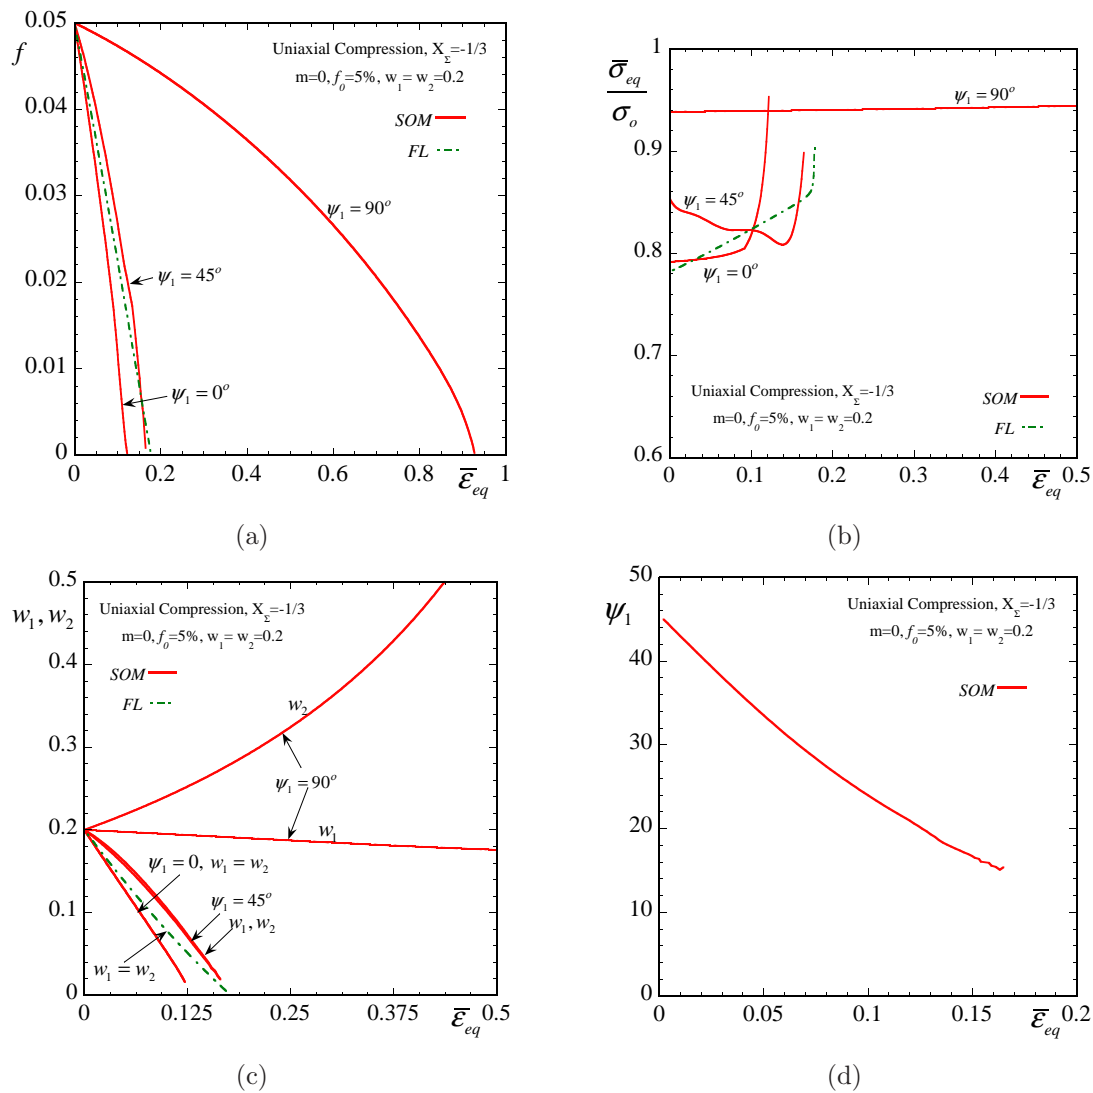 0.05
f
0.04
0.03
0.02
0.01
0
Uniaxial Compression, X_Σ=-1/3
m=0, f_0=5%, w_1= w_2=0.2
SOM
FL
ψ_1 = 90°
ψ_1 = 45°
ψ_1 = 0°
0 0.2 0.4 0.6 0.8 ε̅_eq 1
(a)
1
σ̅_eq
σ_o
0.9
0.8
0.7
0.6
ψ_1 = 90°
ψ_1 = 45°
ψ_1 = 0°
Uniaxial Compression, X_Σ=-1/3
m=0, f_0=5%, w_1= w_2=0.2
SOM
FL
0 0.1 0.2 0.3 0.4 ε̅_eq 0.5
(b)
0.5
w_1, w_2
0.4
0.3
0.2
0.1
0
Uniaxial Compression, X_Σ=-1/3
m=0, f_0=5%, w_1= w_2=0.2
SOM
FL
w_2
ψ_1 = 90°
w_1
ψ_1 = 0, w_1 = w_2
ψ_1 = 45°
w_1, w_2
w_1 = w_2
0 0.125 0.25 0.375 ε̅_eq 0.5
(c)
50
ψ_1
40
30
20
10
0
Uniaxial Compression, X_Σ=-1/3
m=0, f_0=5%, w_1= w_2=0.2
SOM
0 0.05 0.1 0.15 ε̅_eq 0.2
(d)